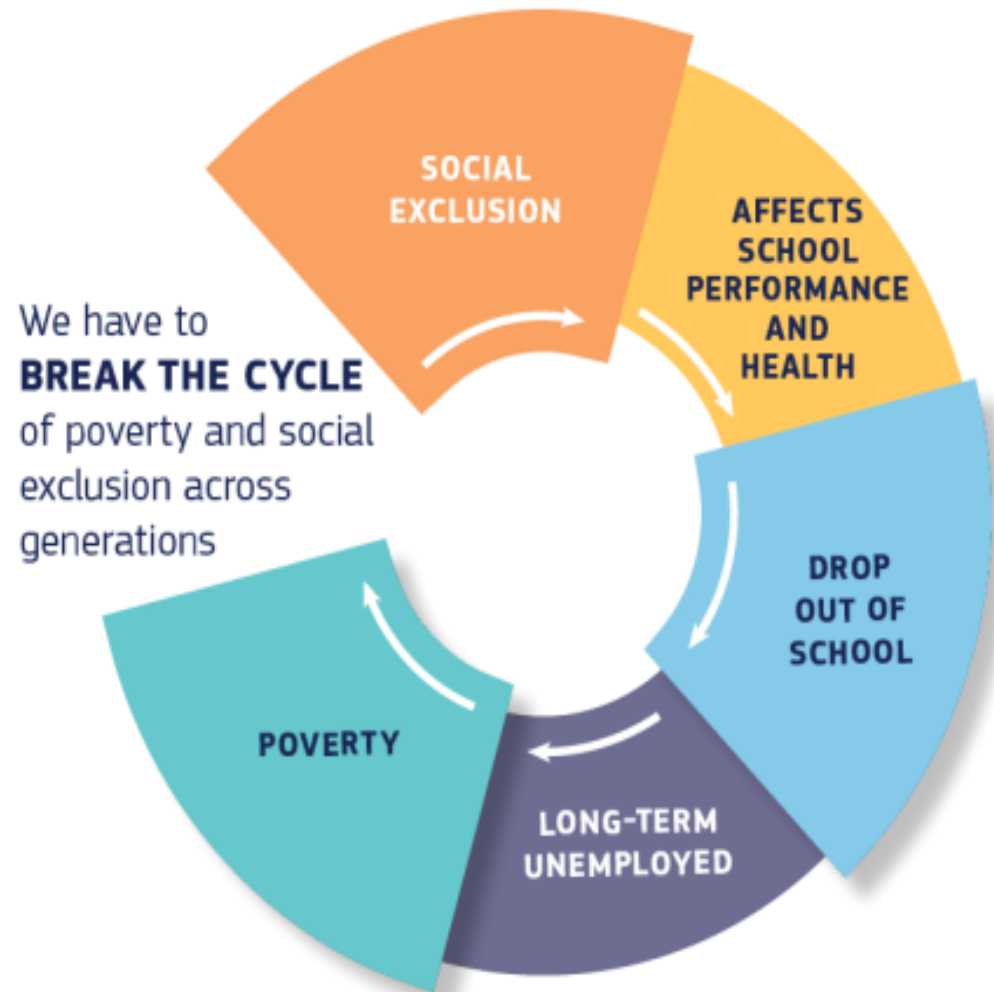 SOCIAL
EXCLUSION
AFFECTS
SCHOOL
PERFORMANCE
AND
HEALTH
We have to
BREAK THE CYCLE
of poverty and social
exclusion across
generations
DROP
OUT OF
SCHOOL
POVERTY
LONG-TERM
UNEMPLOYED